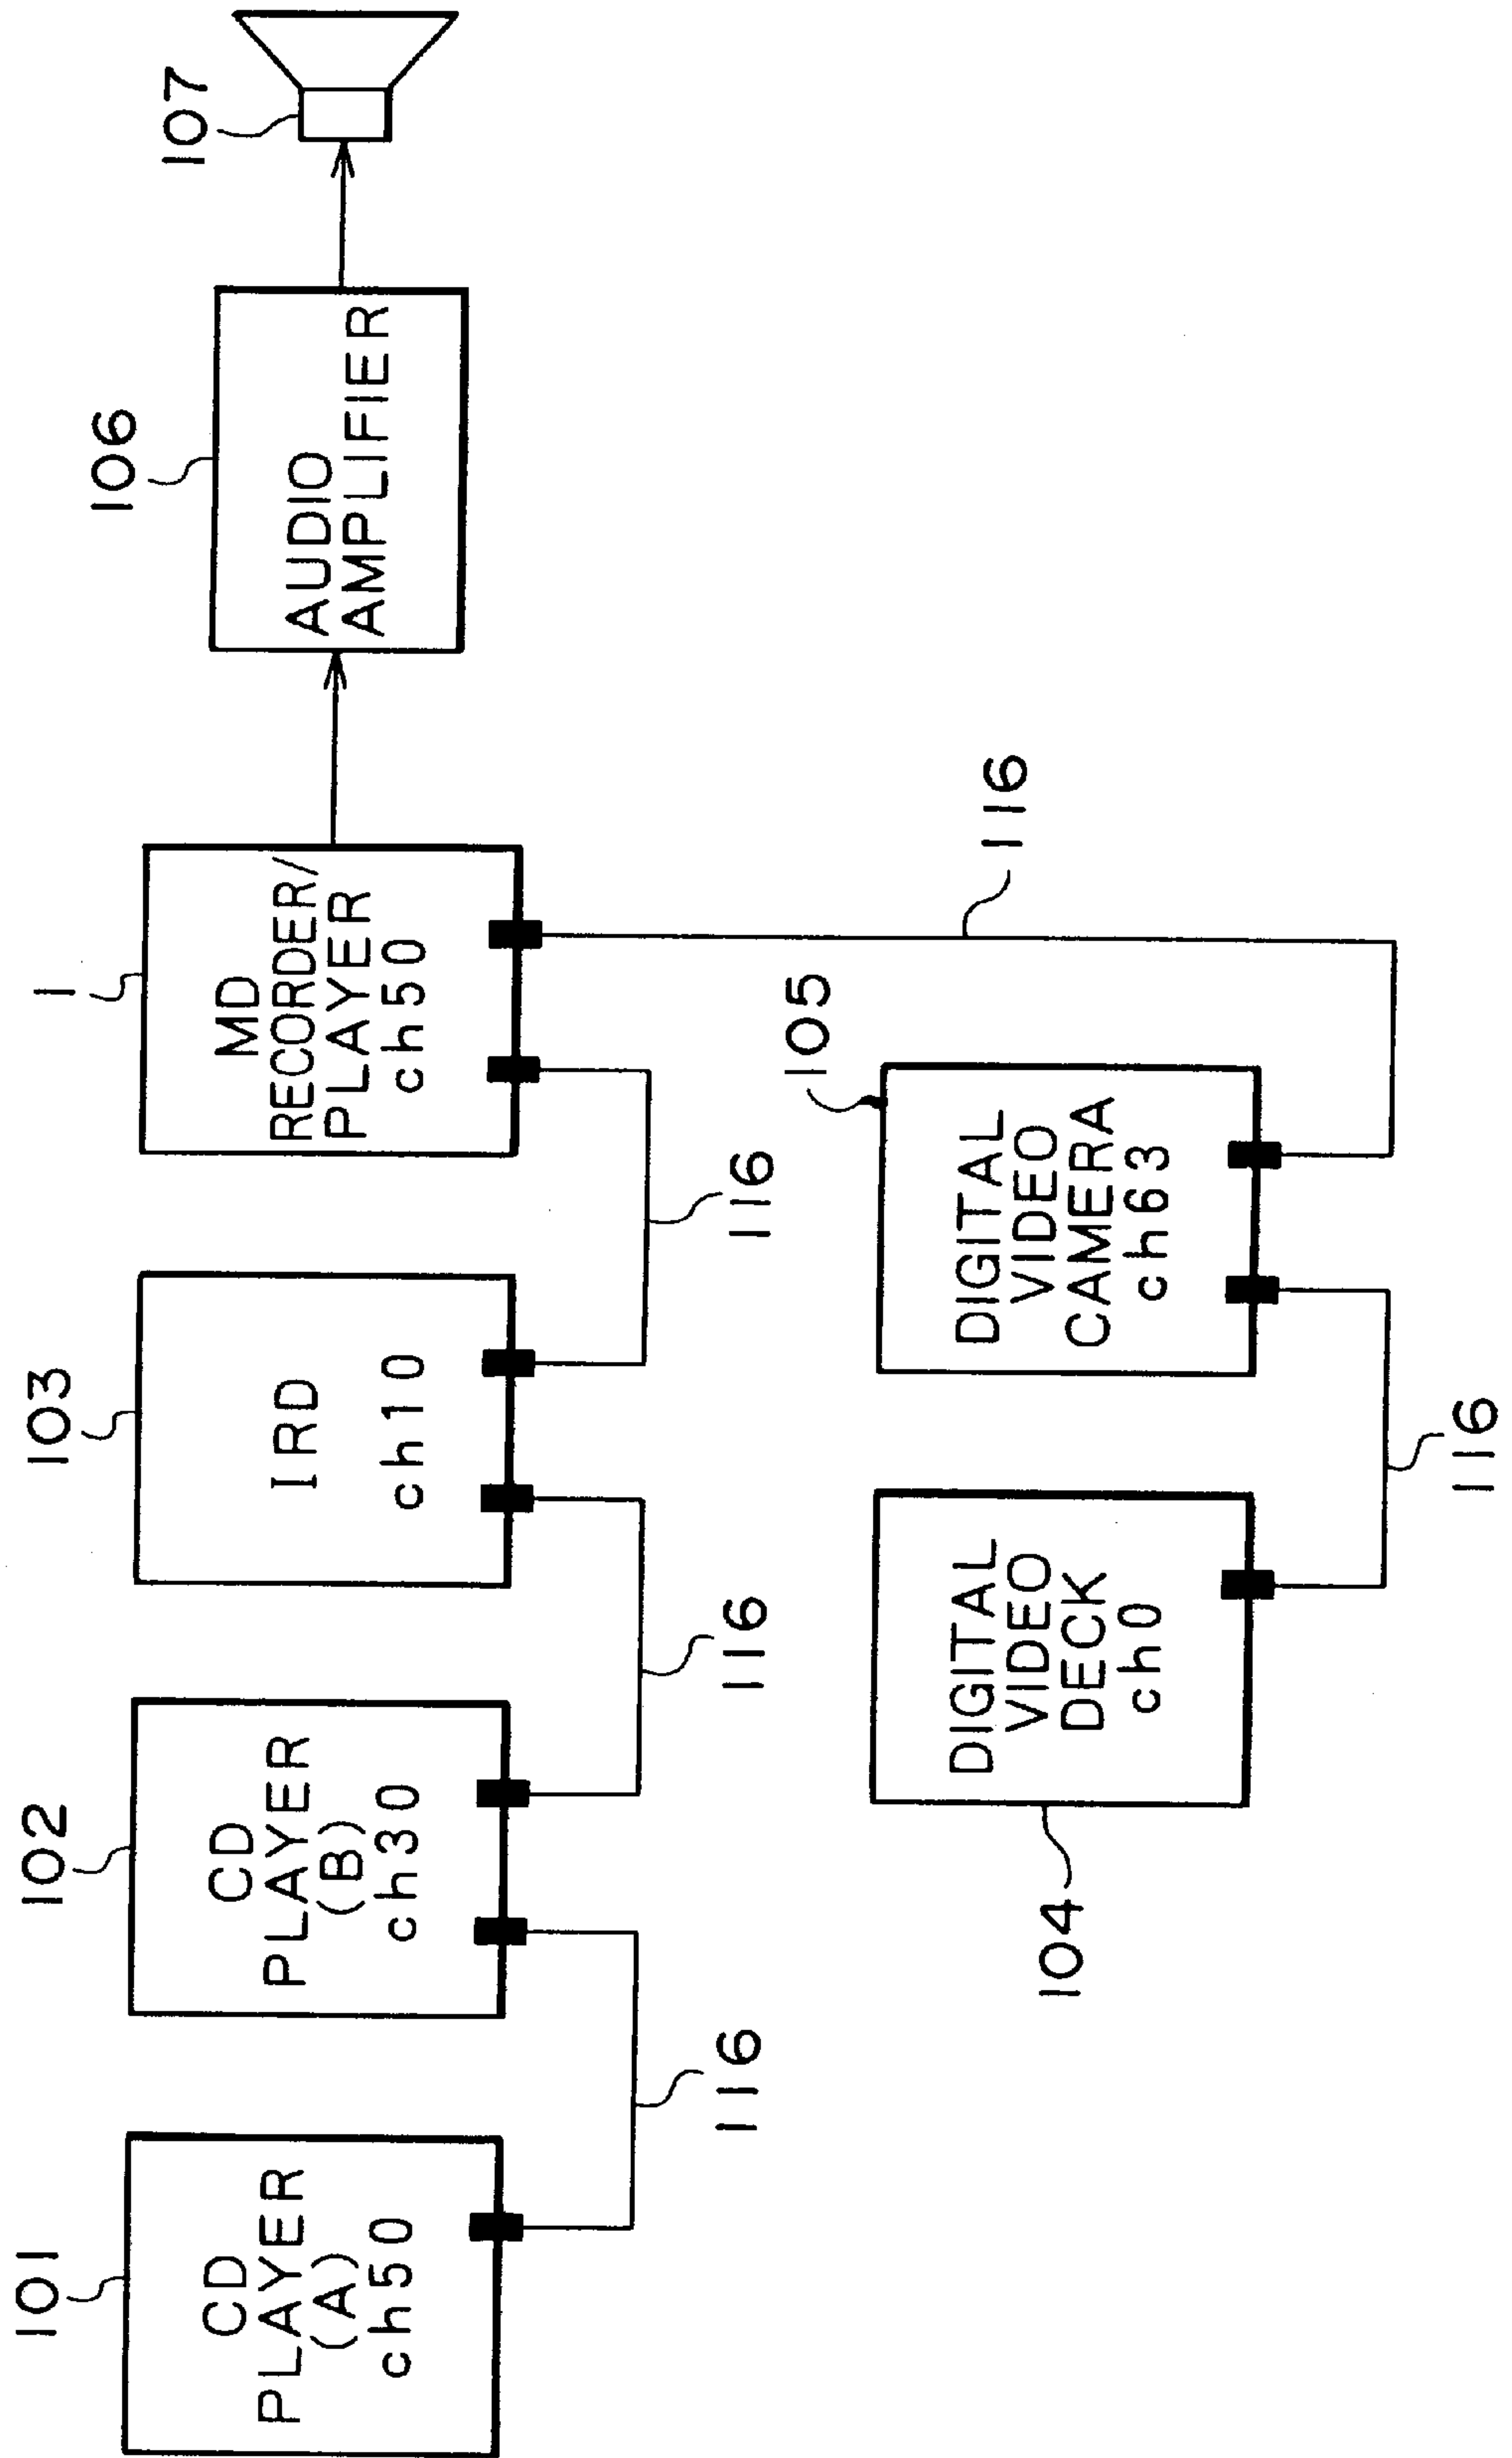 101
CD
PLAYER
(A)
ch50
116
102
CD
PLAYER
(B)
ch30
116
103
IRD
ch10
116
1
MD
RECORDER/
PLAYER
ch50
116
106
AUDIO
AMPLIFIER
107
104
DIGITAL
VIDEO
DECK
ch0
116
105
DIGITAL
VIDEO
CAMERA
ch63